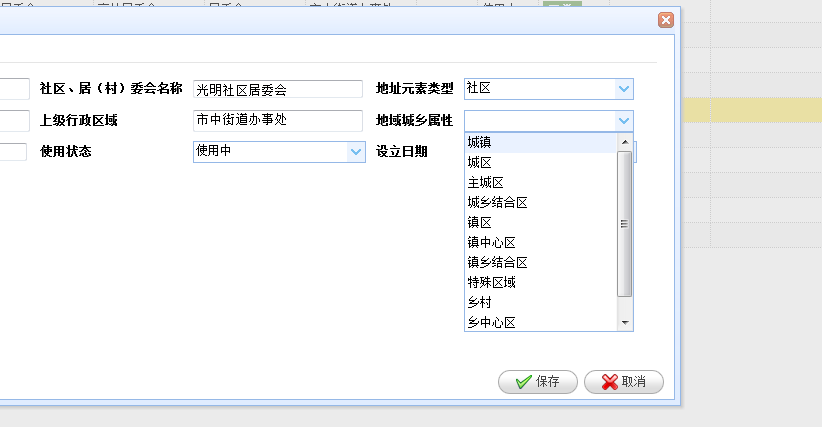 社区、居（村）委会名称 光明社区居委会 地址元素类型 社区
上级行政区域 市中街道办事处 地域城乡属性
使用状态 使用中 设立日期
城镇
城区
主城区
城乡结合区
镇区
镇中心区
镇乡结合区
特殊区域
乡村
乡中心区
保存 取消